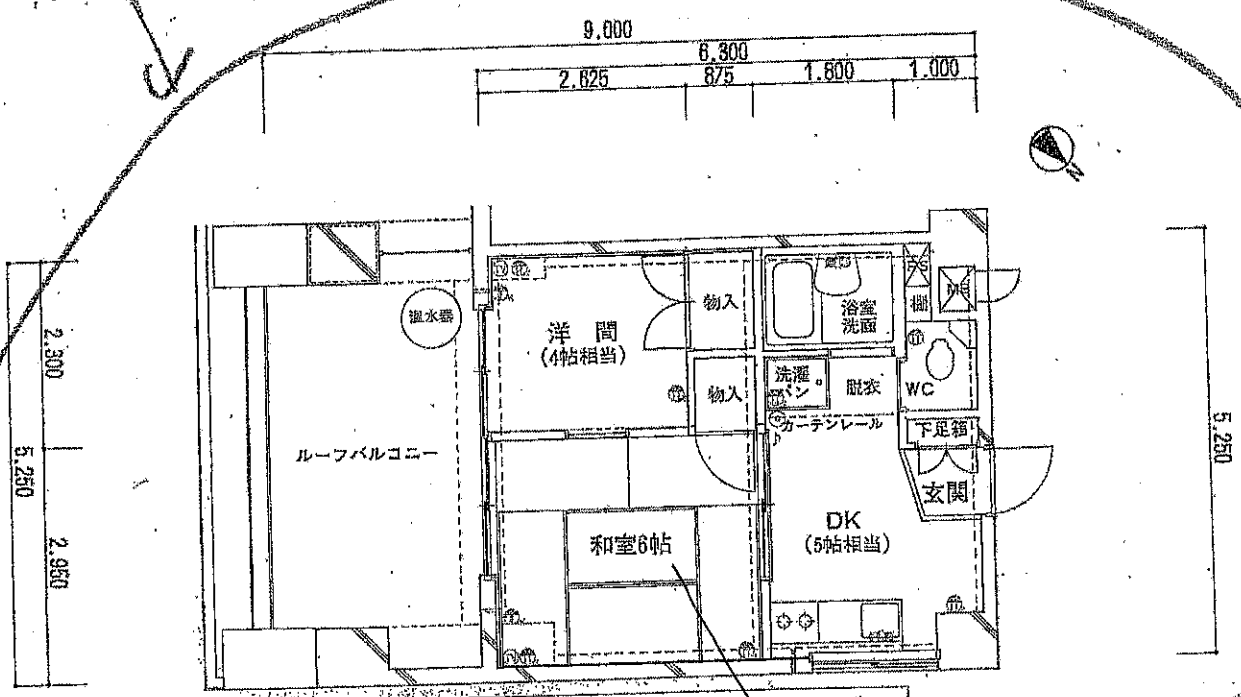 9.000
6.300
2.625 875 1.800 1.000
N
温水器
洋 間
(4帖相当)
物入
物入
浴室
洗面
棚
MB
洗濯
パン
脱衣
WC
カーテンレール
下足箱
玄関
ルーフバルコニー
和室6帖
DK
(5帖相当)
2.300
2.950
5.250
5.250